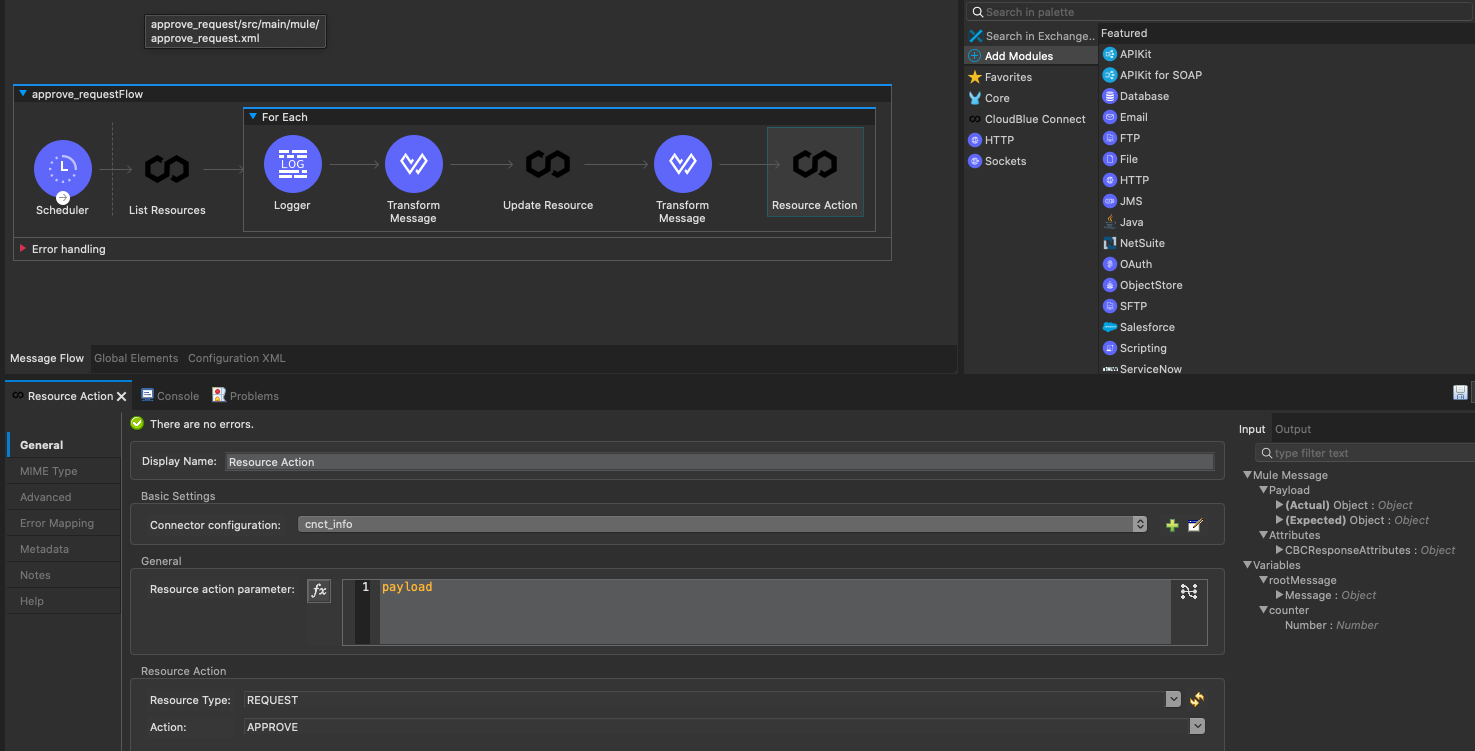 approve_request/src/main/mule/
approve_request.xml
approve_requestFlow
For Each
LOG
Scheduler
List Resources
Logger
Transform
Message
Update Resource
Transform
Message
Resource Action
Error handling
Message Flow
Global Elements
Configuration XML
Search in palette
Search in Exchange..
Add Modules
Favorites
Core
CloudBlue Connect
HTTP
Sockets
Featured
APIKit
APIKit for SOAP
Database
Email
FTP
File
HTTP
JMS
Java
NetSuite
OAuth
ObjectStore
SFTP
Salesforce
Scripting
ServiceNow
Resource Action
Console
Problems
General
MIME Type
Advanced
Error Mapping
Metadata
Notes
Help
There are no errors.
Display Name: Resource Action
Basic Settings
Connector configuration: cnct_info
General
Resource action parameter: fx 1 payload
Resource Action
Resource Type: REQUEST
Action: APPROVE
Input
Output
type filter text
Mule Message
Payload
(Actual) Object : Object
(Expected) Object : Object
Attributes
CBCResponseAttributes : Object
Variables
rootMessage
Message : Object
counter
Number : Number